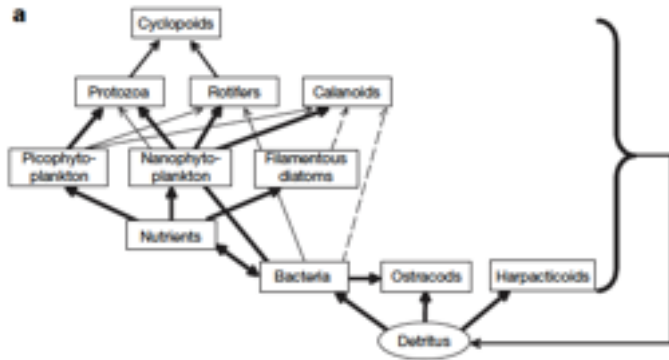 a
Cyclopoids
Protozoa
Rotifers
Calanoids
Picophyto-
plankton
Nanophyto-
plankton
Filamentous
diatoms
Nutrients
Bacteria
Ostracods
Harpacticoids
Detritus